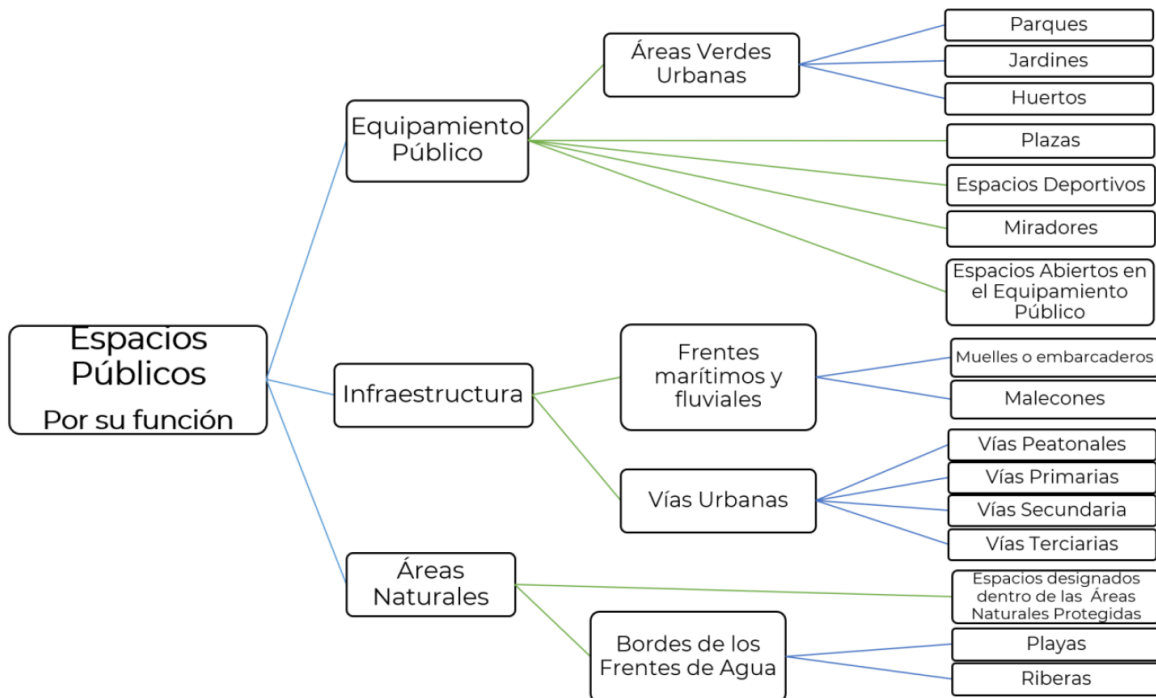 Espacios
Públicos
Por su función
Equipamiento
Público
Áreas Verdes
Urbanas
Parques
Jardines
Huertos
Plazas
Espacios Deportivos
Miradores
Espacios Abiertos en
el Equipamiento
Público
Infraestructura
Frentes
marítimos y
fluviales
Muelles o embarcaderos
Malecones
Vías Urbanas
Vías Peatonales
Vías Primarias
Vías Secundaria
Vías Terciarias
Áreas
Naturales
Espacios designados
dentro de las Áreas
Naturales Protegidas
Bordes de los
Frentes de Agua
Playas
Riberas